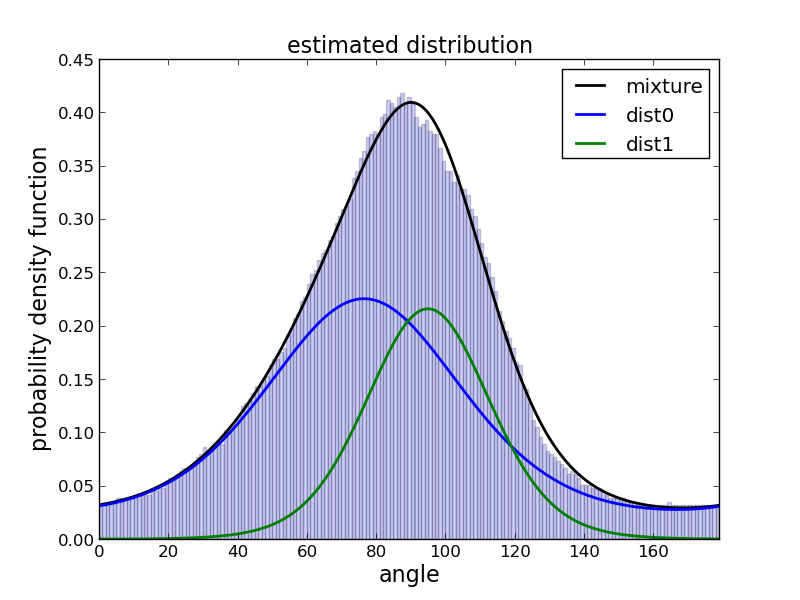 estimated distribution
mixture
dist0
dist1
probability density function
0.45
0.40
0.35
0.30
0.25
0.20
0.15
0.10
0.05
0.00
0 20 40 60 80 100 120 140 160
angle